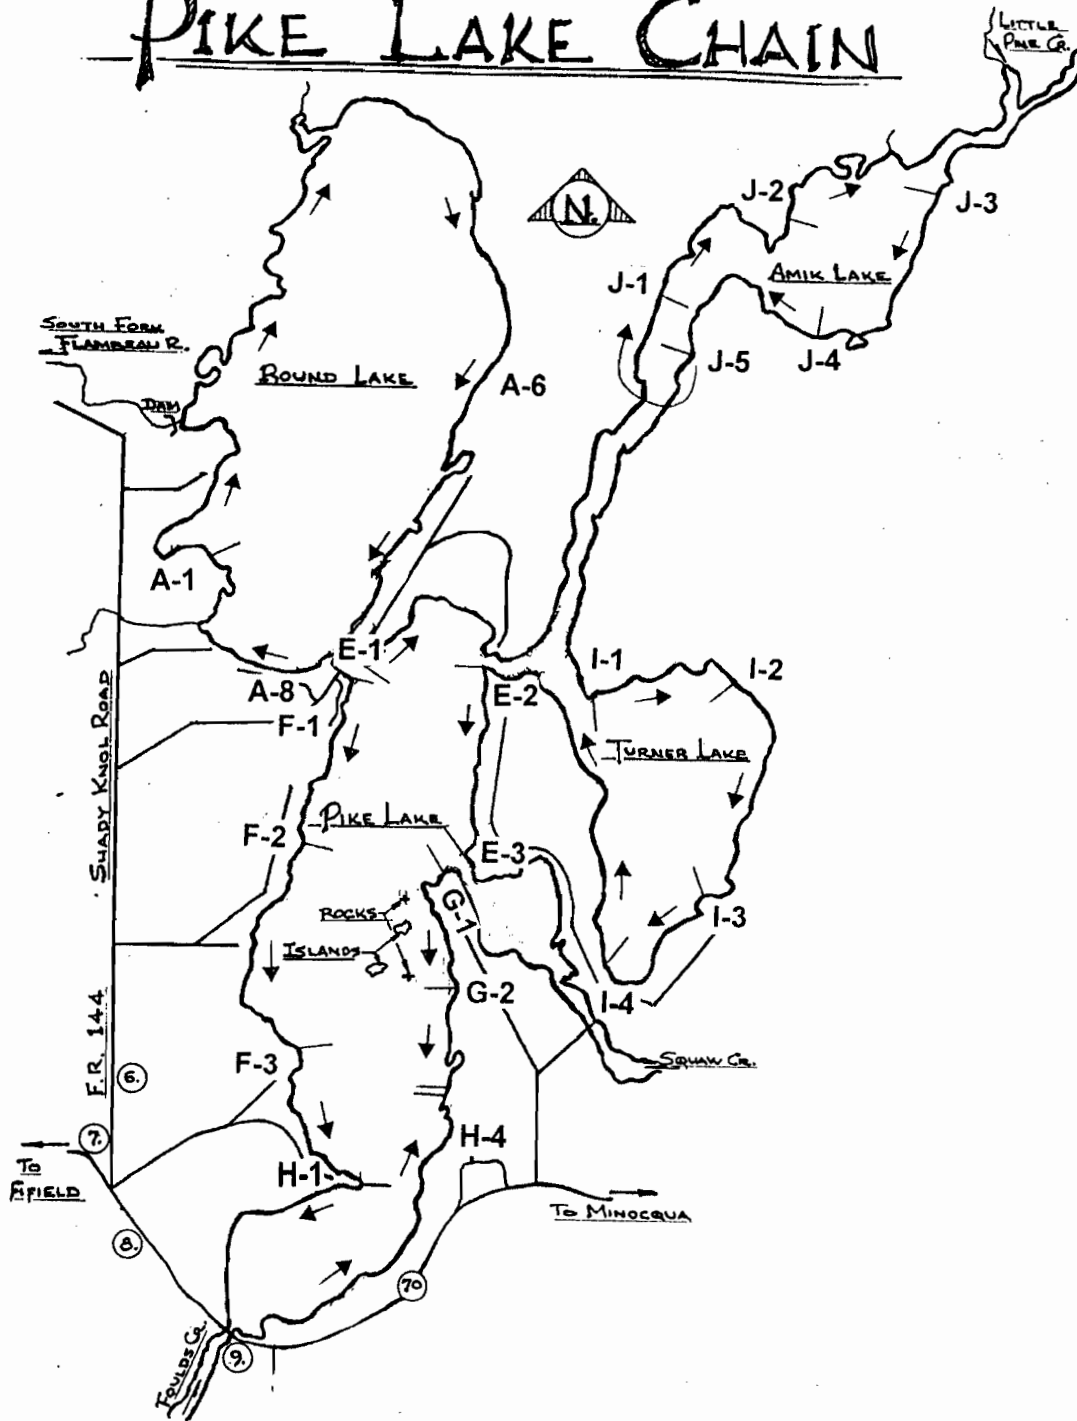 PIKE LAKE CHAIN
LITTLE
PINE CR.
N.
J-2
J-3
AMIK LAKE
J-1
SOUTH FORK
FLAMBEAU R.
J-5
J-4
ROUND LAKE
A-6
DAM
A-1
E-1
I-1
I-2
A-8
E-2
F-1
TURNER LAKE
SHADY KNOL ROAD
PIKE LAKE
F-2
E-3
G-1
ROCKS
I-3
ISLANDS
G-2
I-4
F.R. 144
SQUAW CR.
F-3
6.
7.
H-4
TO
FIFIELD
H-1
TO MINOCQUA
8.
70
9.
FOULDS CR.